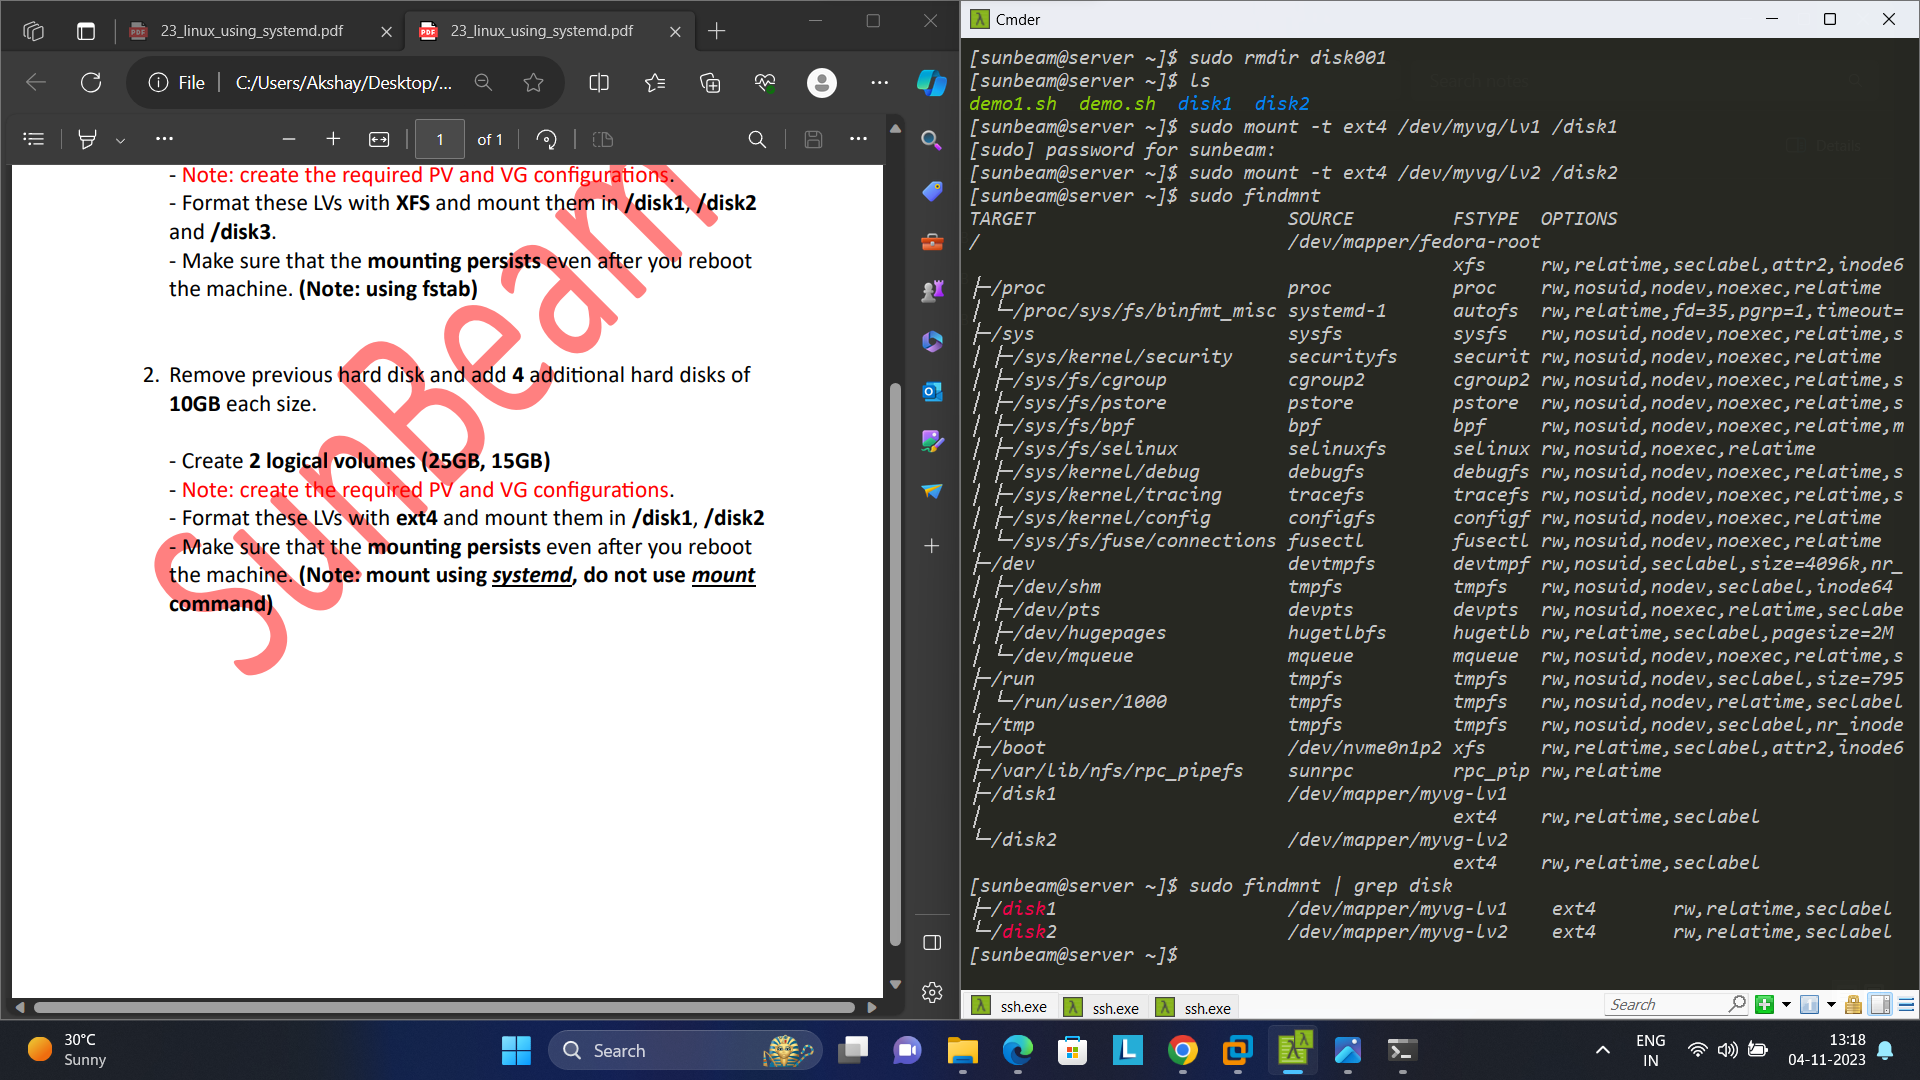 23_linux_using_systemd.pdf
23_linux_using_systemd.pdf
File
C:/Users/Akshay/Desktop/...
1 of 1
- Note: create the required PV and VG configurations.
- Format these LVs with XFS and mount them in /disk1, /disk2
and /disk3.
- Make sure that the mounting persists even after you reboot
the machine. (Note: using fstab)
2. Remove previous hard disk and add 4 additional hard disks of
10GB each size.
- Create 2 logical volumes (25GB, 15GB)
- Note: create the required PV and VG configurations.
- Format these LVs with ext4 and mount them in /disk1, /disk2
- Make sure that the mounting persists even after you reboot
the machine. (Note: mount using systemd, do not use mount
command)
SunBeam
Cmder
[sunbeam@server ~]$ sudo rmdir disk001
[sunbeam@server ~]$ ls
demo1.sh demo.sh disk1 disk2
[sunbeam@server ~]$ sudo mount -t ext4 /dev/myvg/lv1 /disk1
[sudo] password for sunbeam:
[sunbeam@server ~]$ sudo mount -t ext4 /dev/myvg/lv2 /disk2
[sunbeam@server ~]$ sudo findmnt
TARGET SOURCE FSTYPE OPTIONS
/ /dev/mapper/fedora-root
xfs rw,relatime,seclabel,attr2,inode6
├─/proc proc proc rw,nosuid,nodev,noexec,relatime
│ └─/proc/sys/fs/binfmt_misc systemd-1 autofs rw,relatime,fd=35,pgrp=1,timeout=
├─/sys sysfs sysfs rw,nosuid,nodev,noexec,relatime,s
│ ├─/sys/kernel/security securityfs securit rw,nosuid,nodev,noexec,relatime
│ ├─/sys/fs/cgroup cgroup2 cgroup2 rw,nosuid,nodev,noexec,relatime,s
│ ├─/sys/fs/pstore pstore pstore rw,nosuid,nodev,noexec,relatime,s
│ ├─/sys/fs/bpf bpf bpf rw,nosuid,nodev,noexec,relatime,m
│ ├─/sys/fs/selinux selinuxfs selinux rw,nosuid,noexec,relatime
│ ├─/sys/kernel/debug debugfs debugfs rw,nosuid,nodev,noexec,relatime,s
│ ├─/sys/kernel/tracing tracefs tracefs rw,nosuid,nodev,noexec,relatime,s
│ ├─/sys/kernel/config configfs configf rw,nosuid,nodev,noexec,relatime
│ └─/sys/fs/fuse/connections fusectl fusectl rw,nosuid,nodev,noexec,relatime
├─/dev devtmpfs devtmpf rw,nosuid,seclabel,size=4096k,nr_
│ ├─/dev/shm tmpfs tmpfs rw,nosuid,nodev,seclabel,inode64
│ ├─/dev/pts devpts devpts rw,nosuid,noexec,relatime,seclabe
│ ├─/dev/hugepages hugetlbfs hugetlb rw,relatime,seclabel,pagesize=2M
│ └─/dev/mqueue mqueue mqueue rw,nosuid,nodev,noexec,relatime,s
├─/run tmpfs tmpfs rw,nosuid,nodev,seclabel,size=795
│ └─/run/user/1000 tmpfs tmpfs rw,nosuid,nodev,relatime,seclabel
├─/tmp tmpfs tmpfs rw,nosuid,nodev,seclabel,nr_inode
├─/boot /dev/nvme0n1p2 xfs rw,relatime,seclabel,attr2,inode6
├─/var/lib/nfs/rpc_pipefs sunrpc rpc_pip rw,relatime
├─/disk1 /dev/mapper/myvg-lv1
│ ext4 rw,relatime,seclabel
└─/disk2 /dev/mapper/myvg-lv2
ext4 rw,relatime,seclabel
[sunbeam@server ~]$ sudo findmnt | grep disk
├─/disk1 /dev/mapper/myvg-lv1 ext4 rw,relatime,seclabel
└─/disk2 /dev/mapper/myvg-lv2 ext4 rw,relatime,seclabel
[sunbeam@server ~]$
ssh.exe ssh.exe ssh.exe
Search
30°C
Sunny
Search
ENG
IN
13:18
04-11-2023